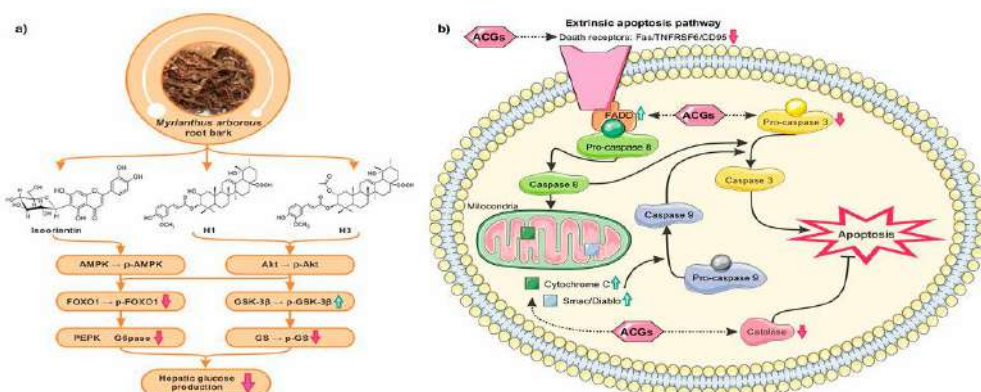 a)
Myrianthus arboreus
root bark
Isoorientin
H1
H3
AMPK → p-AMPK
Akt → p-Akt
FOXO1 → p-FOXO1
GSK-3β → p-GSK-3β
PEPK G6pase
GS → p-GS
Hepatic glucose
production
b)
Extrinsic apoptosis pathway
ACGs
Death receptors: Fas/TNFRSF6/CD95
FADD
ACGs
Pro-caspase 3
Pro-caspase 8
Caspase 8
Caspase 3
Mitocondria
Caspase 9
Apoptosis
Pro-caspase 9
Cytochrome C
Smac/Diablo
ACGs
Catalase